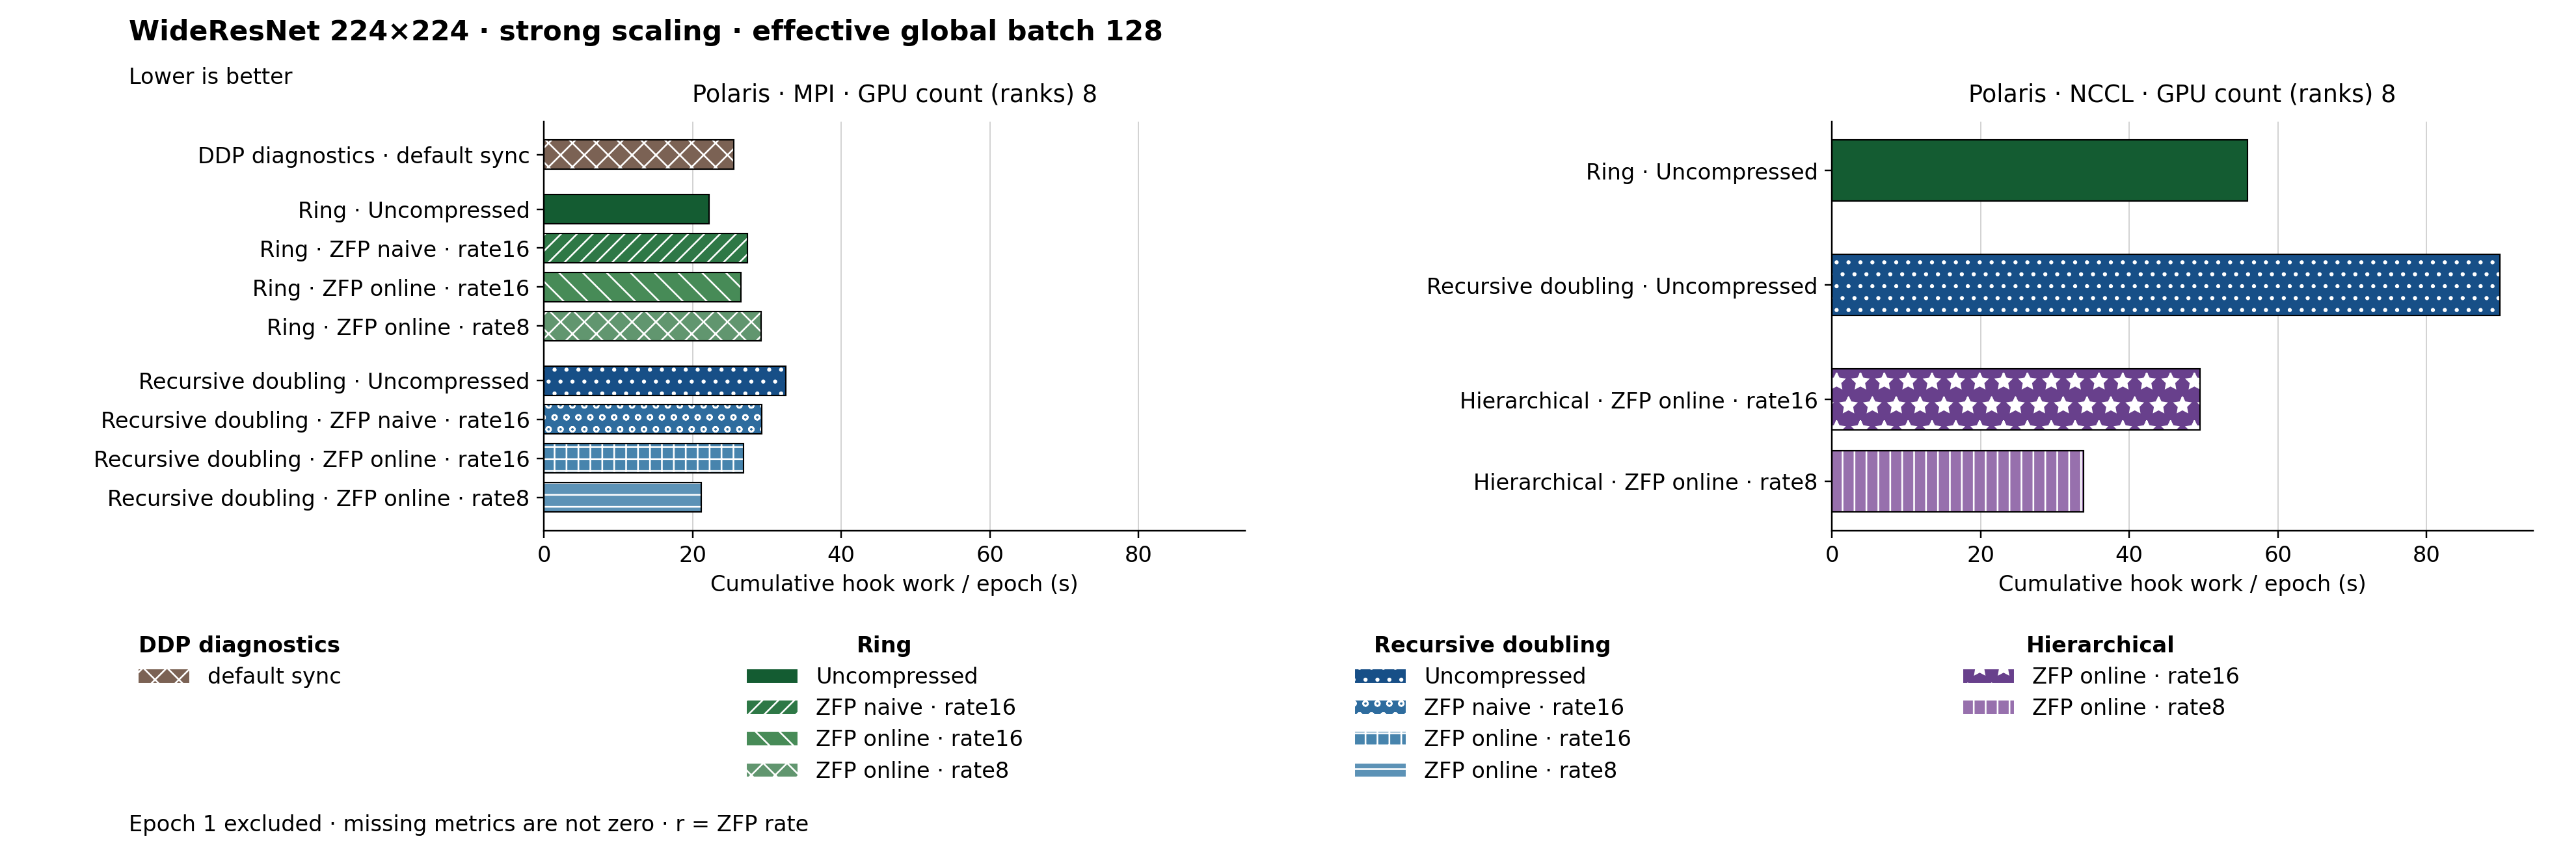 WideResNet 224×224 · strong scaling · effective global batch 128
Lower is better
Polaris · MPI · GPU count (ranks) 8
DDP diagnostics · default sync
Ring · Uncompressed
Ring · ZFP naive · rate16
Ring · ZFP online · rate16
Ring · ZFP online · rate8
Recursive doubling · Uncompressed
Recursive doubling · ZFP naive · rate16
Recursive doubling · ZFP online · rate16
Recursive doubling · ZFP online · rate8
0 20 40 60 80
Cumulative hook work / epoch (s)
Polaris · NCCL · GPU count (ranks) 8
Ring · Uncompressed
Recursive doubling · Uncompressed
Hierarchical · ZFP online · rate16
Hierarchical · ZFP online · rate8
0 20 40 60 80
Cumulative hook work / epoch (s)
DDP diagnostics
default sync
Ring
Uncompressed
ZFP naive · rate16
ZFP online · rate16
ZFP online · rate8
Recursive doubling
Uncompressed
ZFP naive · rate16
ZFP online · rate16
ZFP online · rate8
Hierarchical
ZFP online · rate16
ZFP online · rate8
Epoch 1 excluded · missing metrics are not zero · r = ZFP rate